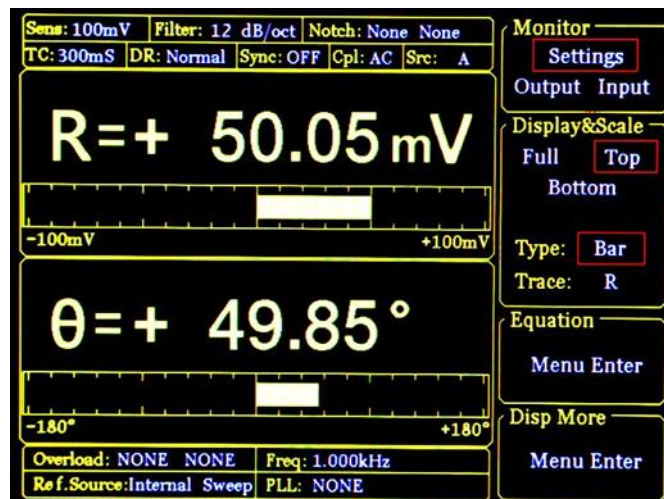 Sens: 100mV Filter: 12 dB/oct Notch: None None
TC: 300mS DR: Normal Sync: OFF Cpl: AC Src: A
R=+ 50.05 mV
-100mV +100mV
θ=+ 49.85°
-180° +180°
Overload: NONE NONE Freq: 1.000kHz
Ref.Source:Internal Sweep PLL: NONE
Monitor
Settings
Output Input
Display&Scale
Full Top
Bottom
Type: Bar
Trace: R
Equation
Menu Enter
Disp More
Menu Enter